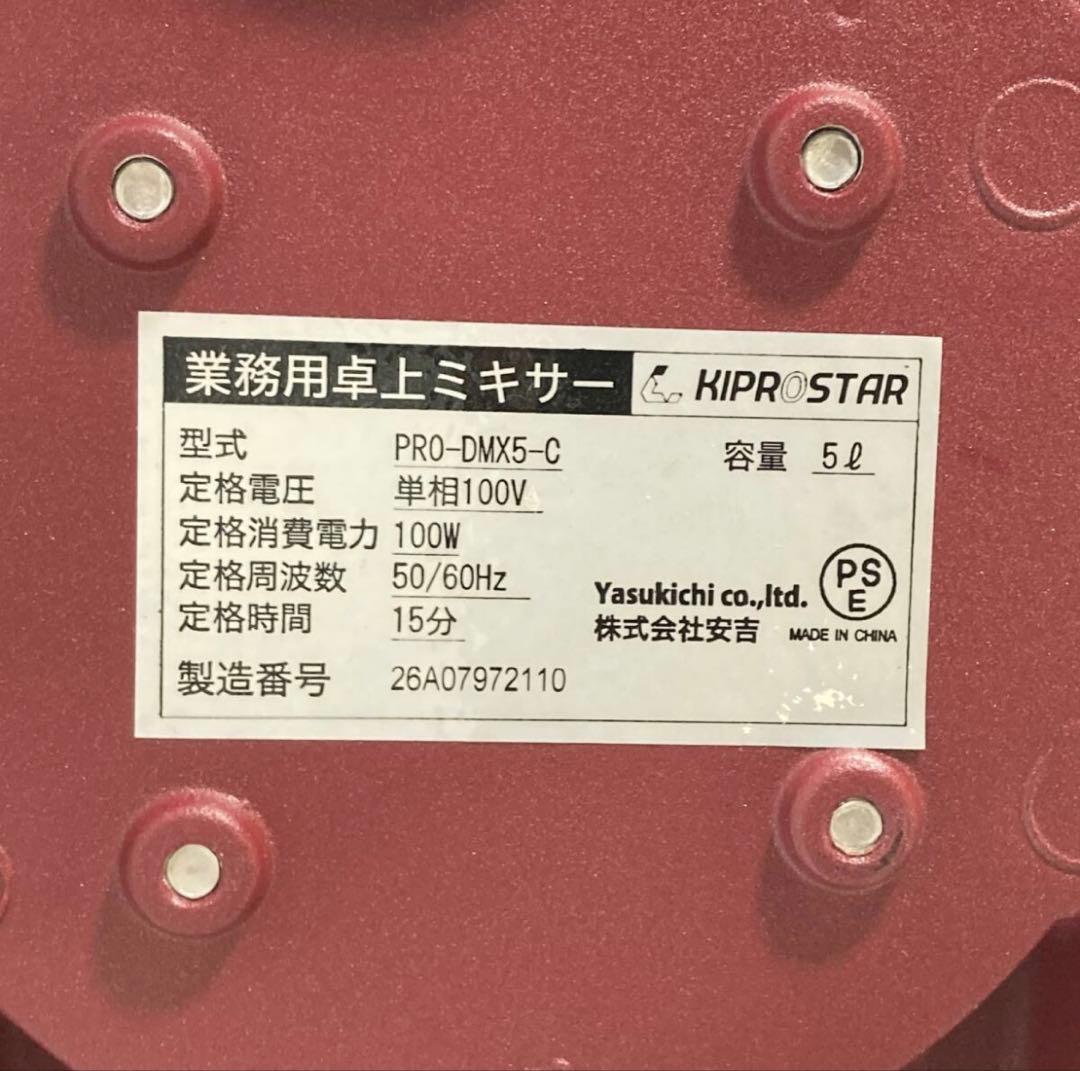 業務用卓上ミキサー KIPROSTAR
型式 PRO-DMX5-C 容量 5ℓ
定格電圧 単相100V
定格消費電力 100W
定格周波数 50/60Hz
定格時間 15分
Yasukichi co.,ltd. PSE
株式会社安吉 MADE IN CHINA
製造番号 26A07972110